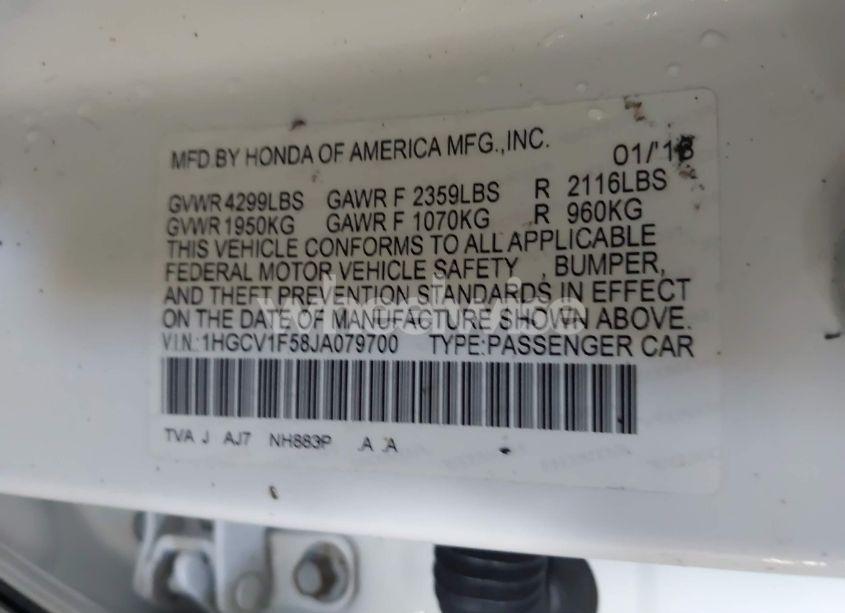 MFD BY HONDA OF AMERICA MFG.,INC. 01/'18
GVWR 4299LBS GAWR F 2359LBS R 2116LBS
GVWR 1950KG GAWR F 1070KG R 960KG
THIS VEHICLE CONFORMS TO ALL APPLICABLE
FEDERAL MOTOR VEHICLE SAFETY , BUMPER,
AND THEFT PREVENTION STANDARDS IN EFFECT
ON THE DATE OF MANUFACTURE SHOWN ABOVE.
V.I.N.:1HGCV1F58JA079700 TYPE:PASSENGER CAR
TVA J AJ7 NH883P .A .A